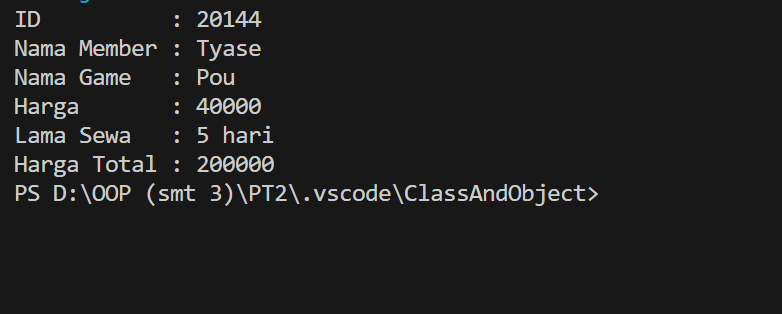 ID          : 20144
Nama Member : Tyase
Nama Game   : Pou
Harga       : 40000
Lama Sewa   : 5 hari
Harga Total : 200000
PS D:\OOP (smt 3)\PT2\.vscode\ClassAndObject>